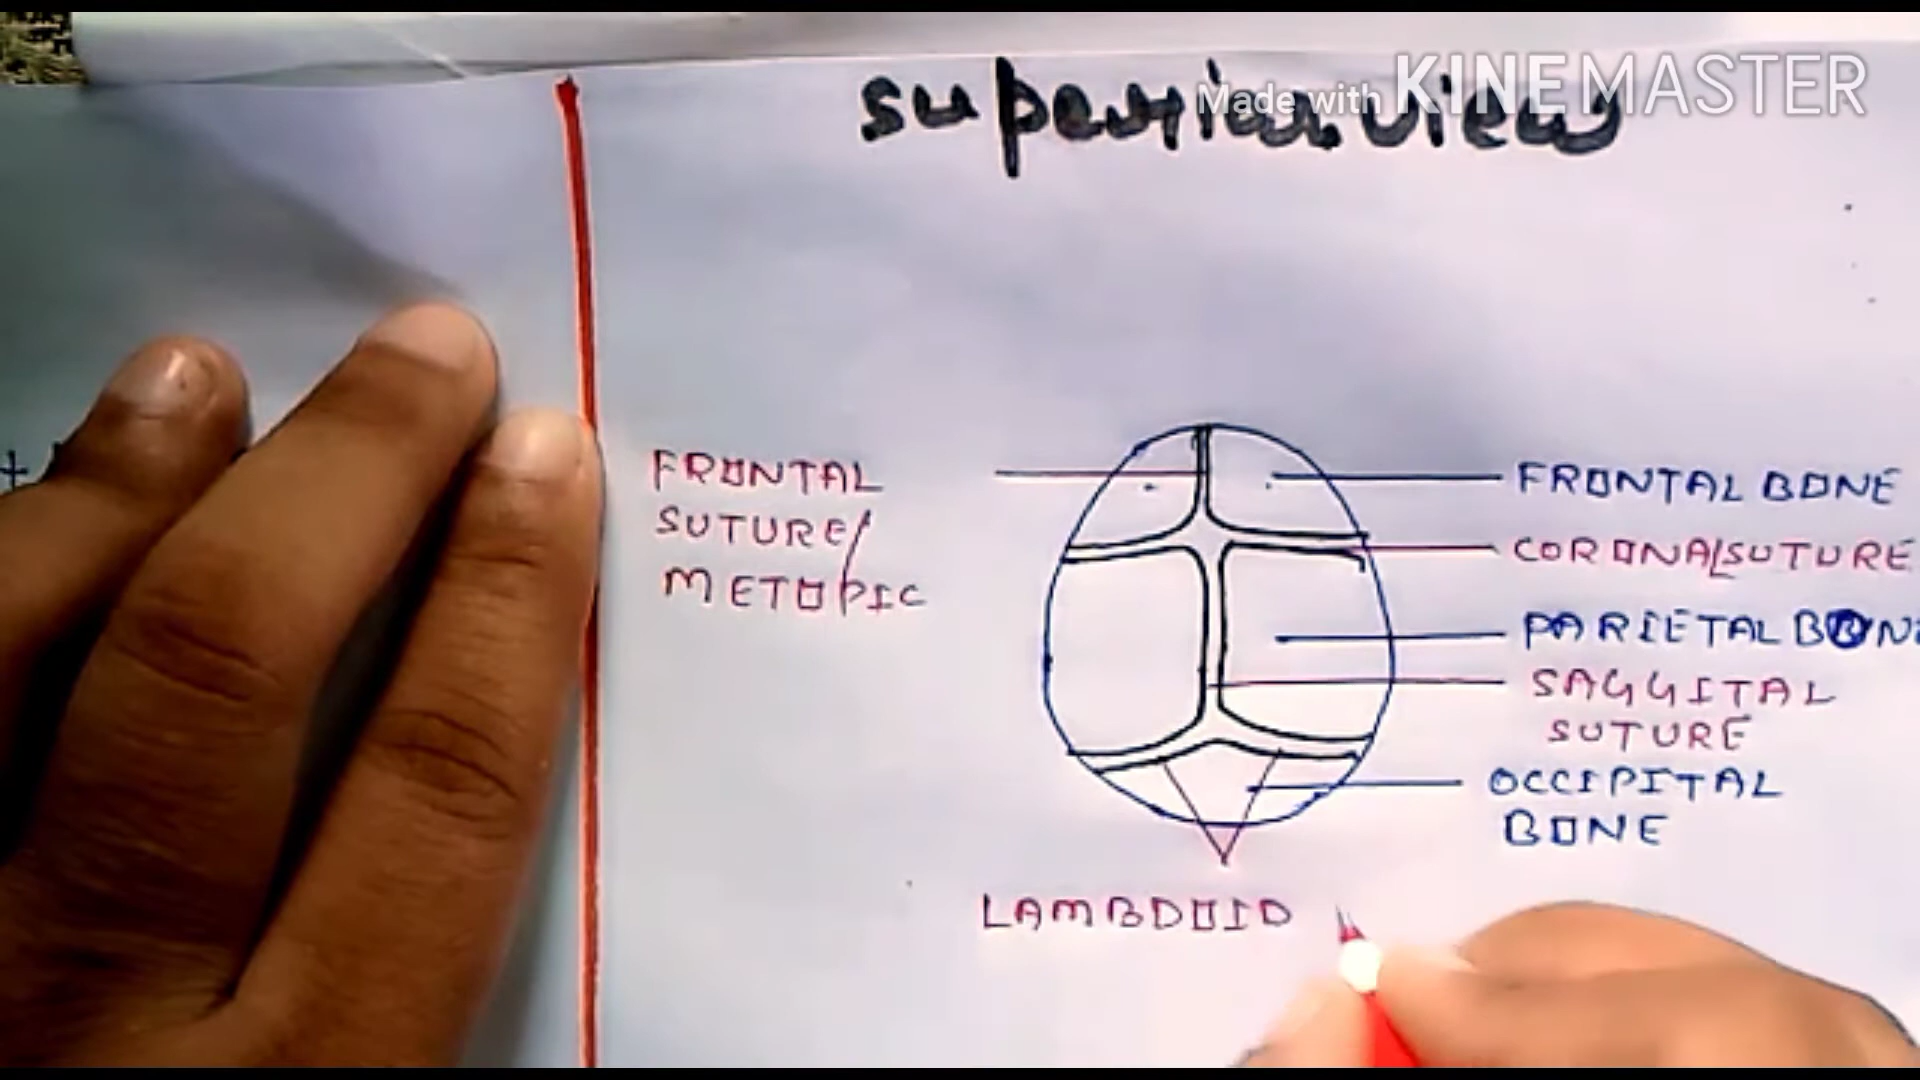 Made with KINEMASTER
superior view
FRONTAL
SUTURE/
METOPIC
FRONTAL BONE
CORONAL SUTURE
PARIETAL BON
SAGGITAL
SUTURE
OCCIPITAL
BONE
LAMBDOID